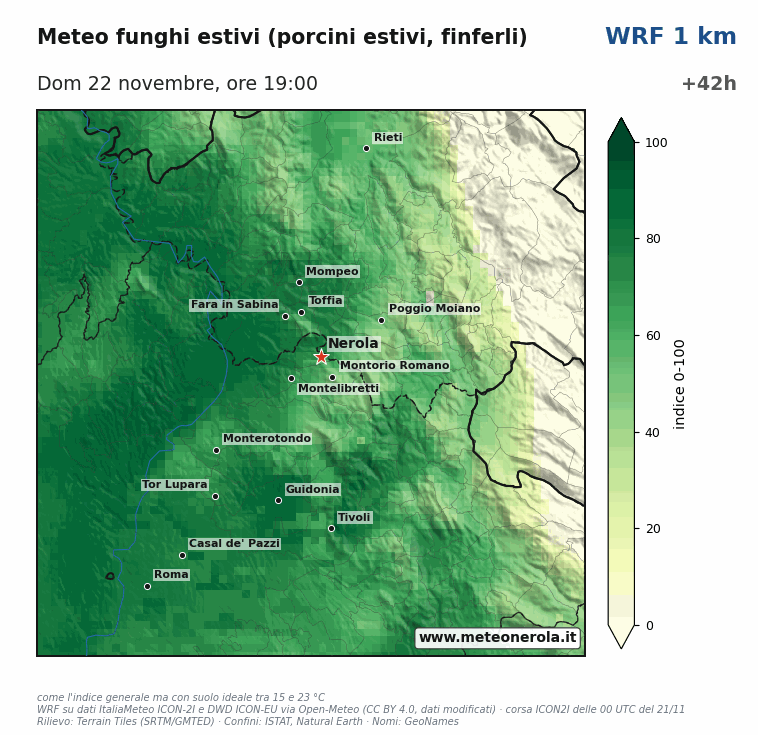 Meteo funghi estivi (porcini estivi, finferli)
WRF 1 km
Dom 22 novembre, ore 19:00
+42h
Rieti
Mompeo
Fara in Sabina
Toffia
Poggio Moiano
Nerola
Montorio Romano
Montelibretti
Monterotondo
Tor Lupara
Guidonia
Tivoli
Casal de' Pazzi
Roma
www.meteonerola.it
100
80
60
40
20
0
indice 0-100
come l'indice generale ma con suolo ideale tra 15 e 23 °C
WRF su dati ItaliaMeteo ICON-2I e DWD ICON-EU via Open-Meteo (CC BY 4.0, dati modificati) · corsa ICON2I delle 00 UTC del 21/11
Rilievo: Terrain Tiles (SRTM/GMTED) · Confini: ISTAT, Natural Earth · Nomi: GeoNames